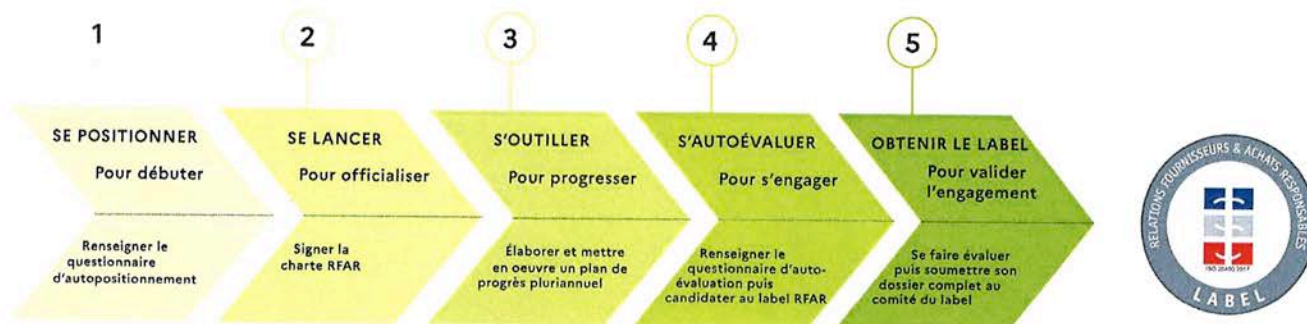 1
2
3
4
5
SE POSITIONNER
Pour débuter
Renseigner le
questionnaire
d'autopositionnement
SE LANCER
Pour officialiser
Signer la
charte RFAR
S'OUTILLER
Pour progresser
Élaborer et mettre
en oeuvre un plan de
progrès pluriannuel
S'AUTOÉVALUER
Pour s'engager
Renseigner le
questionnaire d'auto-
évaluation puis
candidater au label RFAR
OBTENIR LE LABEL
Pour valider
l'engagement
Se faire évaluer
puis soumettre son
dossier complet au
comité du label
RELATIONS FOURNISSEURS & ACHATS RESPONSABLES
ISO 20400 2017
LABEL